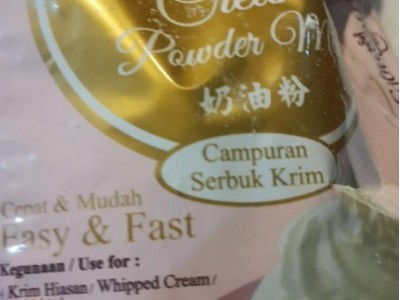 Powder M
奶油粉
Campuran
Serbuk Krim
Cepat & Mudah
Easy & Fast
Kegunaan / Use for :
Krim Hiasan / Whipped Cream /